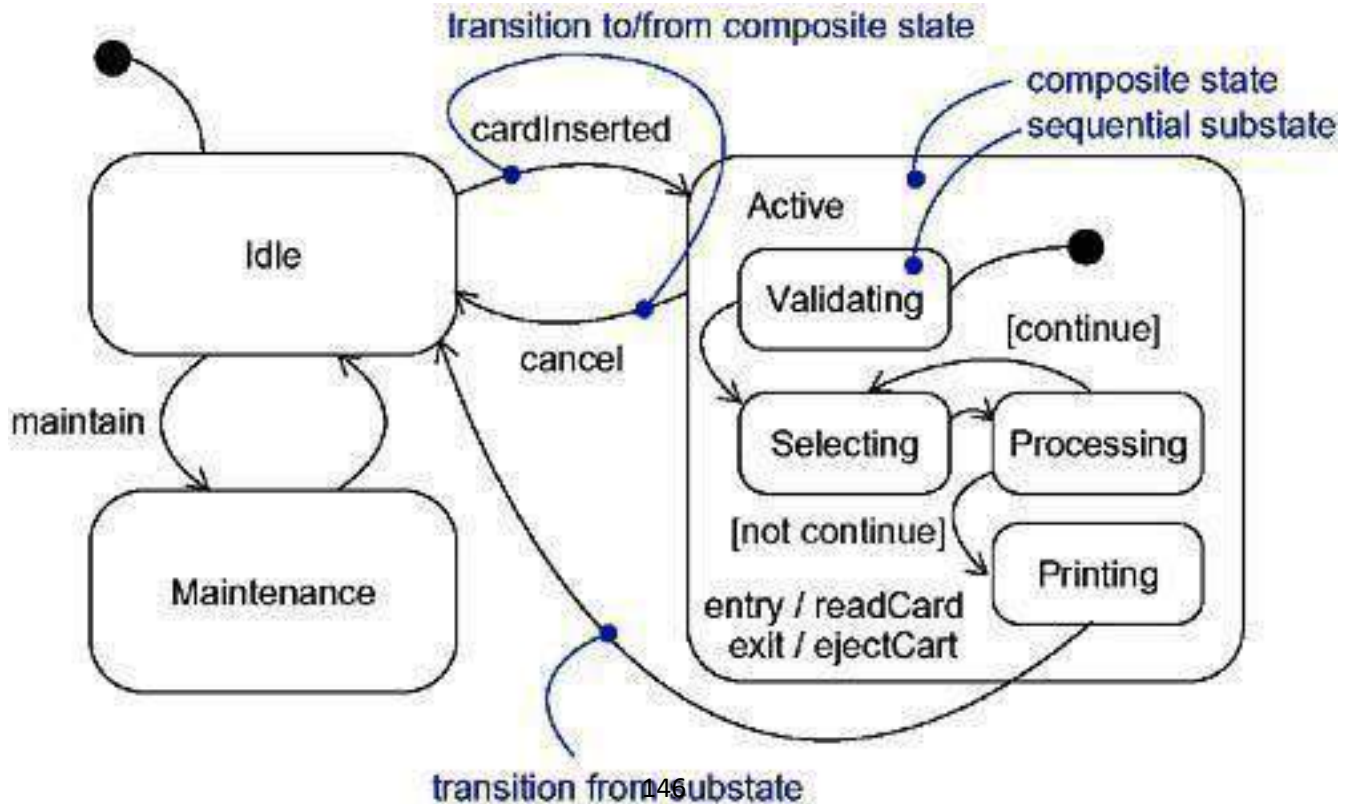 transition to/from composite state
composite state
cardInserted
sequential substate
Active
Idle
Validating
[continue]
cancel
maintain
Selecting
Processing
[not continue]
Printing
Maintenance
entry / readCard
exit / ejectCart
transition from substate
146